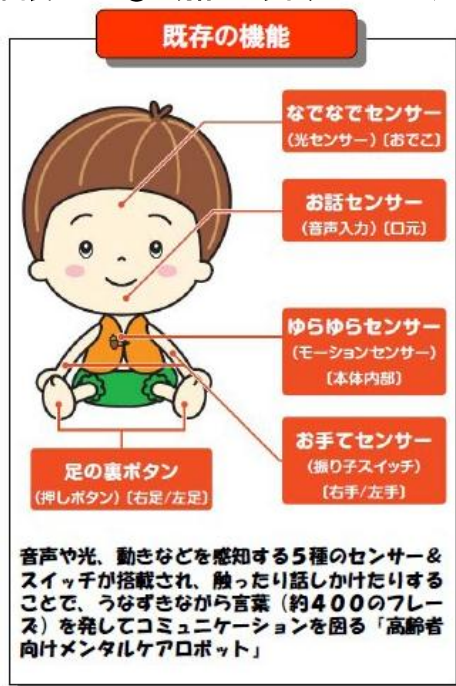 既存の機能
なでなでセンサー
(光センサー)〔おでこ〕
お話センサー
(音声入力)〔口元〕
ゆらゆらセンサー
(モーションセンサー)
〔本体内部〕
お手てセンサー
(振り子スイッチ)
〔右手/左手〕
足の裏ボタン
(押しボタン)〔右足/左足〕
音声や光、動きなどを感知する5種のセンサー&
スイッチが搭載され、触ったり話しかけたりする
ことで、うなずきながら言葉(約400のフレー
ズ)を発してコミュニケーションを図る「高齢者
向けメンタルケアロボット」